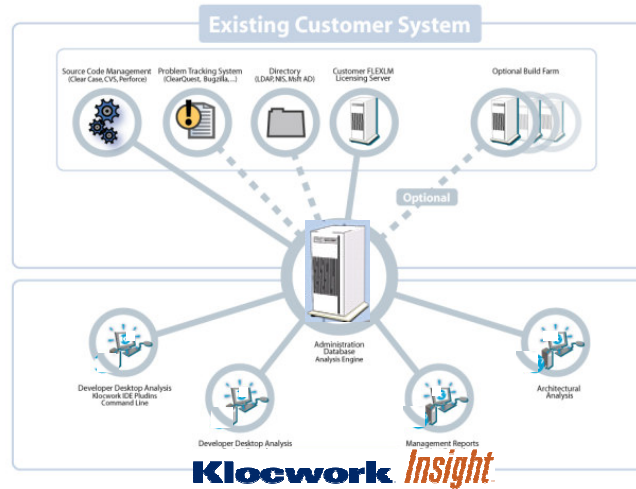 Existing Customer System
Source Code Management
(Clear Case, CVS, Perforce)
Problem Tracking System
(ClearQuest, Bugzilla,...)
Directory
(LDAP, NIS, Msft AD)
Customer FLEXLM
Licensing Server
Optional Build Farm
Optional
Administration
Database
Analysis Engine
Developer Desktop Analysis
Klocwork IDE Plugins
Command Line
Developer Desktop Analysis
Management Reports
Architectural
Analysis
Klocwork Insight